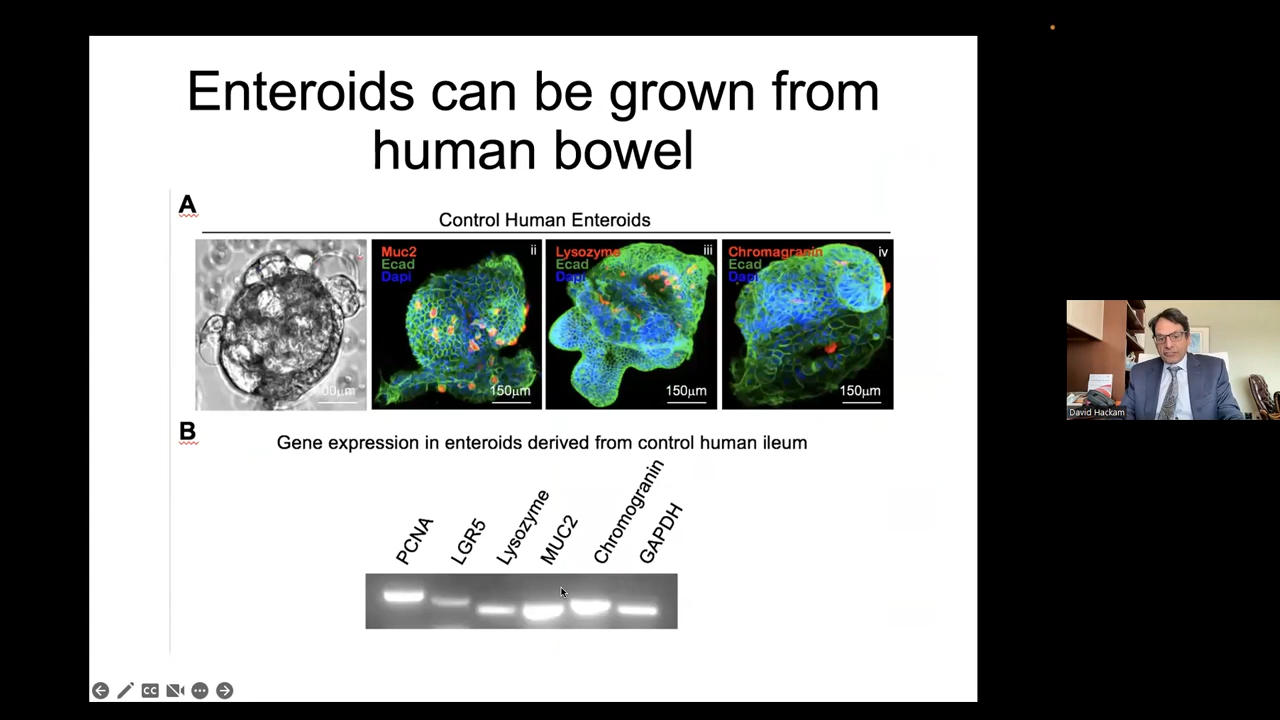 Enteroids can be grown from
human bowel
A
Control Human Enteroids
Muc2
Ecad
Dapi
ii
150μm
Lysozyme
Ecad
Dapi
iii
150μm
Chromagranin
Ecad
Dapi
iv
150μm
B
Gene expression in enteroids derived from control human ileum
PCNA
LGR5
Lysozyme
MUC2
Chromogranin
GAPDH
CC
David Hackam